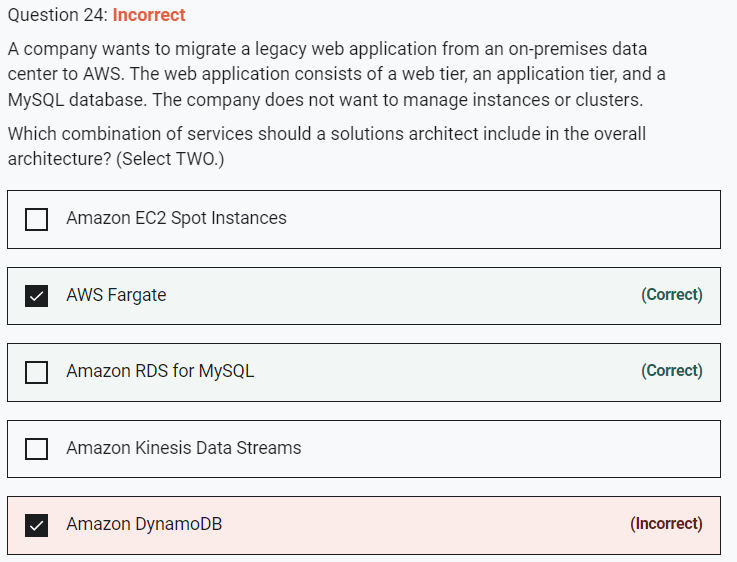 Question 24: Incorrect
A company wants to migrate a legacy web application from an on-premises data
center to AWS. The web application consists of a web tier, an application tier, and a
MySQL database. The company does not want to manage instances or clusters.
Which combination of services should a solutions architect include in the overall
architecture? (Select TWO.)
Amazon EC2 Spot Instances
AWS Fargate (Correct)
Amazon RDS for MySQL (Correct)
Amazon Kinesis Data Streams
Amazon DynamoDB (Incorrect)